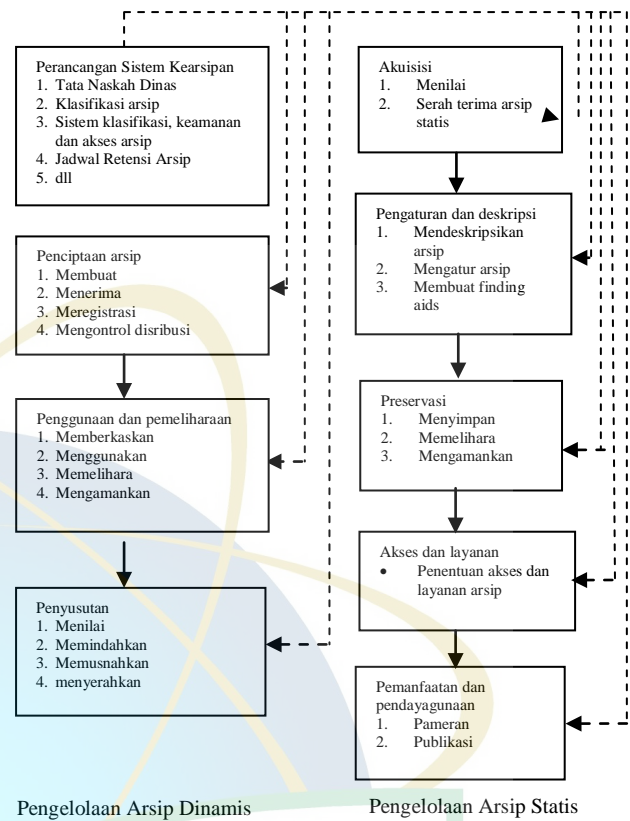 Perancangan Sistem Kearsipan
1. Tata Naskah Dinas
2. Klasifikasi arsip
3. Sistem klasifikasi, keamanan
dan akses arsip
4. Jadwal Retensi Arsip
5. dll
Penciptaan arsip
1. Membuat
2. Menerima
3. Meregistrasi
4. Mengontrol disribusi
Penggunaan dan pemeliharaan
1. Memberkaskan
2. Menggunakan
3. Memelihara
4. Mengamankan
Penyusutan
1. Menilai
2. Memindahkan
3. Memusnahkan
4. menyerahkan
Pengelolaan Arsip Dinamis
Akuisisi
1. Menilai
2. Serah terima arsip
statis
Pengaturan dan deskripsi
1. Mendeskripsikan
arsip
2. Mengatur arsip
3. Membuat finding
aids
Preservasi
1. Menyimpan
2. Memelihara
3. Mengamankan
Akses dan layanan
• Penentuan akses dan
layanan arsip
Pemanfaatan dan
pendayagunaan
1. Pameran
2. Publikasi
Pengelolaan Arsip Statis